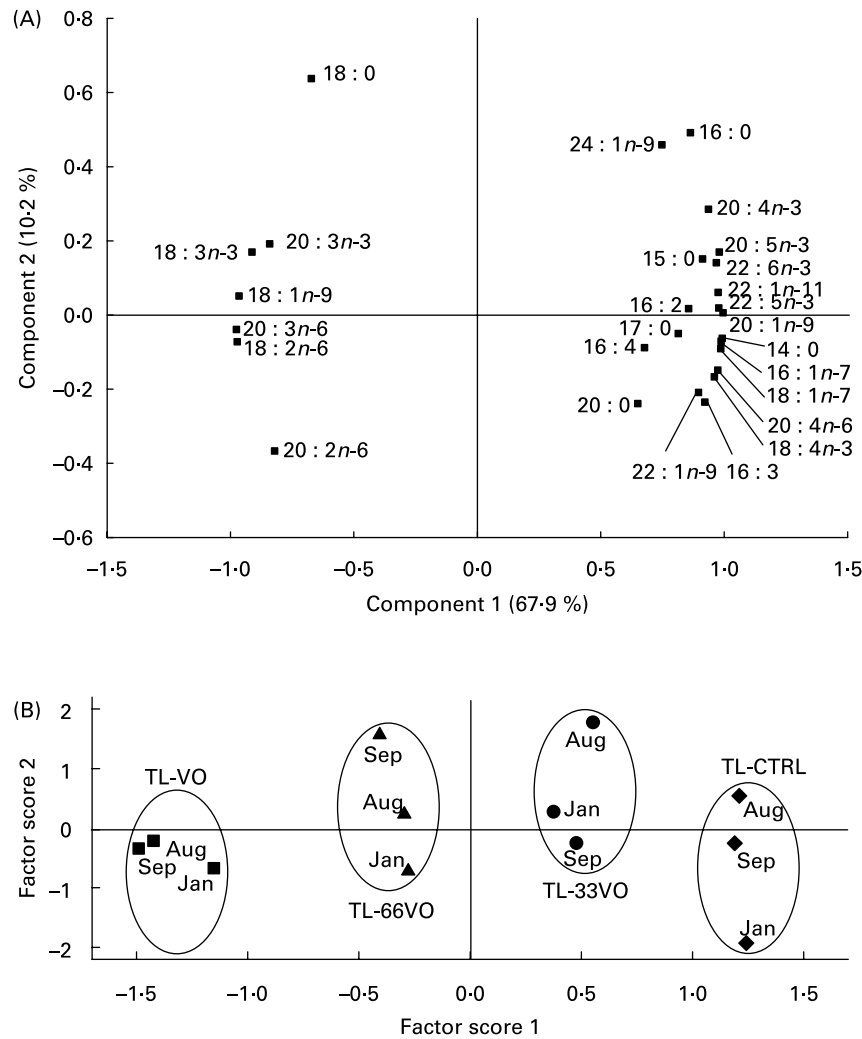 (A)
0·8
0·6
0·4
0·2
0·0
–0·2
–0·4
–0·6
Component 2 (10·2 %)
18 : 0
16 : 0
24 : 1n-9
20 : 4n-3
18 : 3n-3
20 : 3n-3
20 : 5n-3
15 : 0
22 : 6n-3
18 : 1n-9
22 : 1n-11
16 : 2
22 : 5n-3
20 : 3n-6
17 : 0
20 : 1n-9
18 : 2n-6
16 : 4
14 : 0
16 : 1n-7
18 : 1n-7
20 : 0
20 : 4n-6
18 : 4n-3
20 : 2n-6
22 : 1n-9
16 : 3
–1·5
–1·0
–0·5
0·0
0·5
1·0
1·5
Component 1 (67·9 %)
(B)
2
1
0
–1
–2
Factor score 2
TL-VO
Sep
Aug
Jan
Sep
Aug
Jan
TL-66VO
Aug
Jan
Sep
TL-33VO
TL-CTRL
Aug
Sep
Jan
–1·5
–1·0
–0·5
0·0
0·5
1·0
1·5
Factor score 1